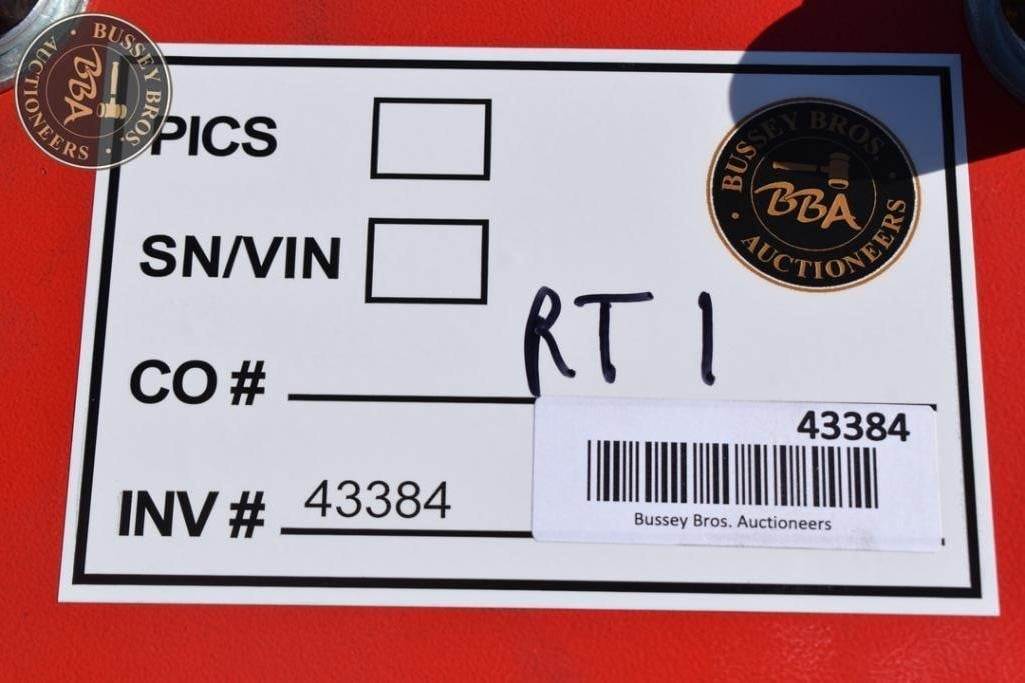 BUSSEY BROS. AUCTIONEERS
BBA
PICS
BUSSEY BROS. AUCTIONEERS
BBA
SN/VIN
RT 1
CO #
43384
INV # 43384
Bussey Bros. Auctioneers